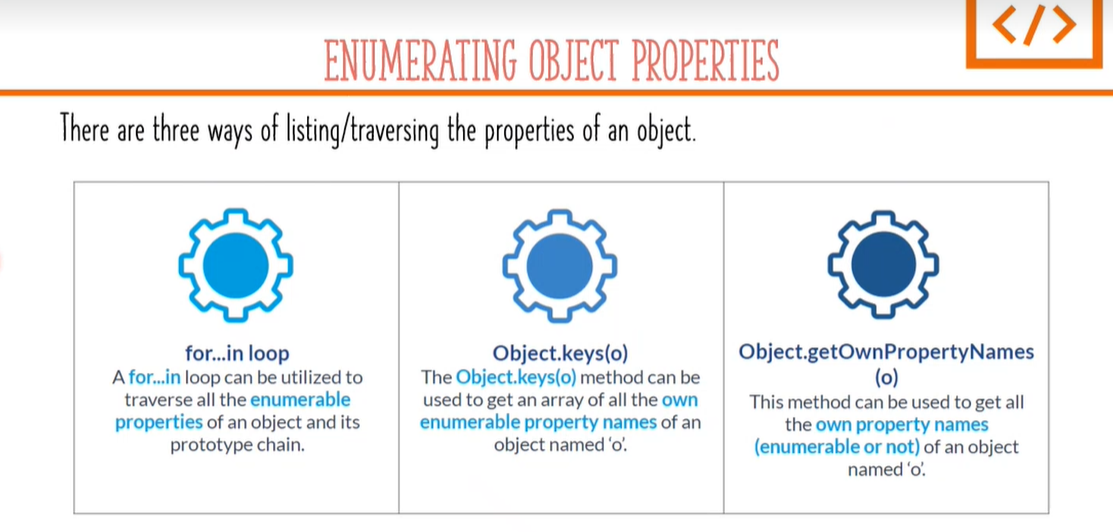 </>
ENUMERATING OBJECT PROPERTIES
There are three ways of listing/traversing the properties of an object.
for...in loop
A for...in loop can be utilized to
traverse all the enumerable
properties of an object and its
prototype chain.
Object.keys(o)
The Object.keys(o) method can be
used to get an array of all the own
enumerable property names of an
object named ‘o’.
Object.getOwnPropertyNames
(o)
This method can be used to get all
the own property names
(enumerable or not) of an object
named ‘o’.